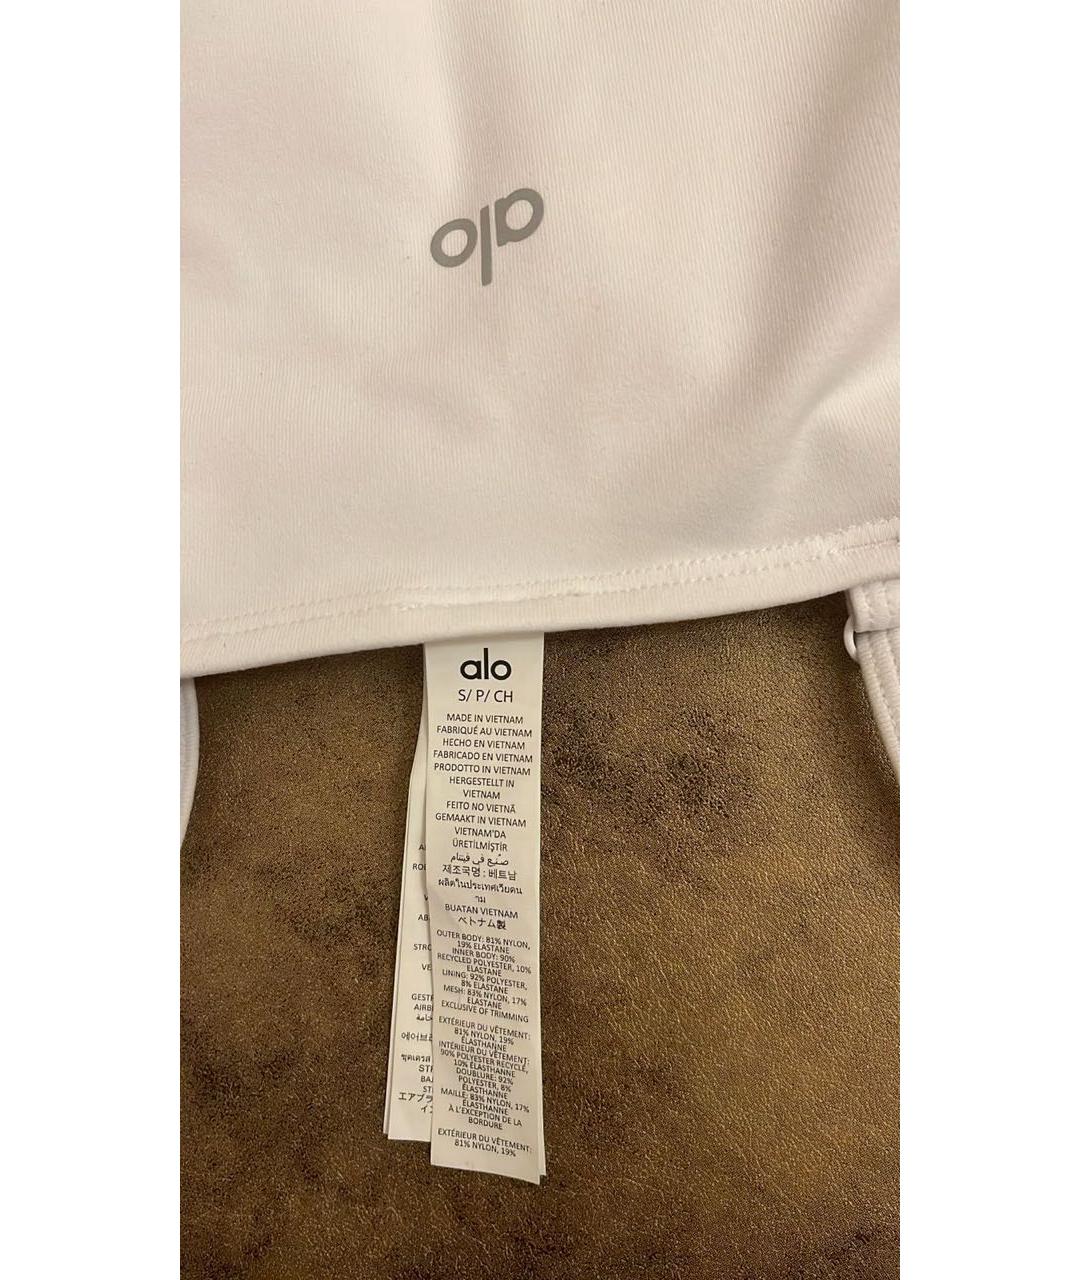 alo
alo
S/ P/ CH
MADE IN VIETNAM
FABRIQUÉ AU VIETNAM
HECHO EN VIETNAM
FABRICADO EN VIETNAM
PRODOTTO IN VIETNAM
HERGESTELLT IN
VIETNAM
FEITO NO VIETNÃ
GEMAAKT IN VIETNAM
VIETNAM'DA
ÜRETİLMİŞTİR
صُنِع في فيتنام
제조국명 : 베트남
ผลิตในประเทศเวียดน
าม
BUATAN VIETNAM
ベトナム製
OUTER BODY: 81% NYLON,
19% ELASTANE
INNER BODY: 90%
RECYCLED POLYESTER, 10%
ELASTANE
LINING: 92% POLYESTER,
8% ELASTANE
MESH: 83% NYLON, 17%
ELASTANE
EXCLUSIVE OF TRIMMING
EXTÉRIEUR DU VÊTEMENT:
81% NYLON, 19%
ÉLASTHANNE
INTÉRIEUR DU VÊTEMENT:
90% POLYESTER RECYCLÉ,
10% ÉLASTHANNE
DOUBLURE: 92%
POLYESTER, 8%
ÉLASTHANNE
MAILLE: 83% NYLON, 17%
ÉLASTHANNE
À L'EXCEPTION DE LA
BORDURE
EXTÉRIEUR DU VÊTEMENT:
81% NYLON, 19%